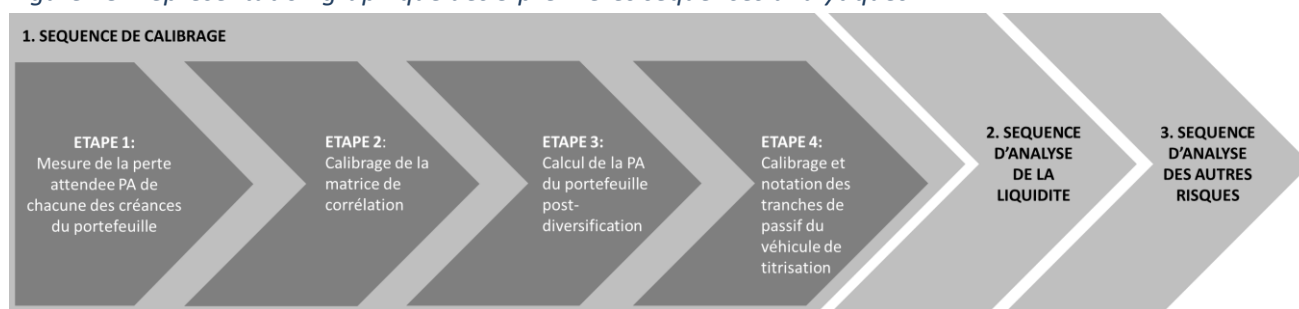 1. SEQUENCE DE CALIBRAGE
ETAPE 1:
Mesure de la perte
attendee PA de
chacune des créances
du portefeuille
ETAPE 2:
Calibrage de la
matrice de
corrélation
ETAPE 3:
Calcul de la PA
du portefeuille
post-
diversification
ETAPE 4:
Calibrage et
notation des
tranches de
passif du
véhicule de
titrisation
2. SEQUENCE
D'ANALYSE
DE LA
LIQUIDITE
3. SEQUENCE
D'ANALYSE
DES AUTRES
RISQUES